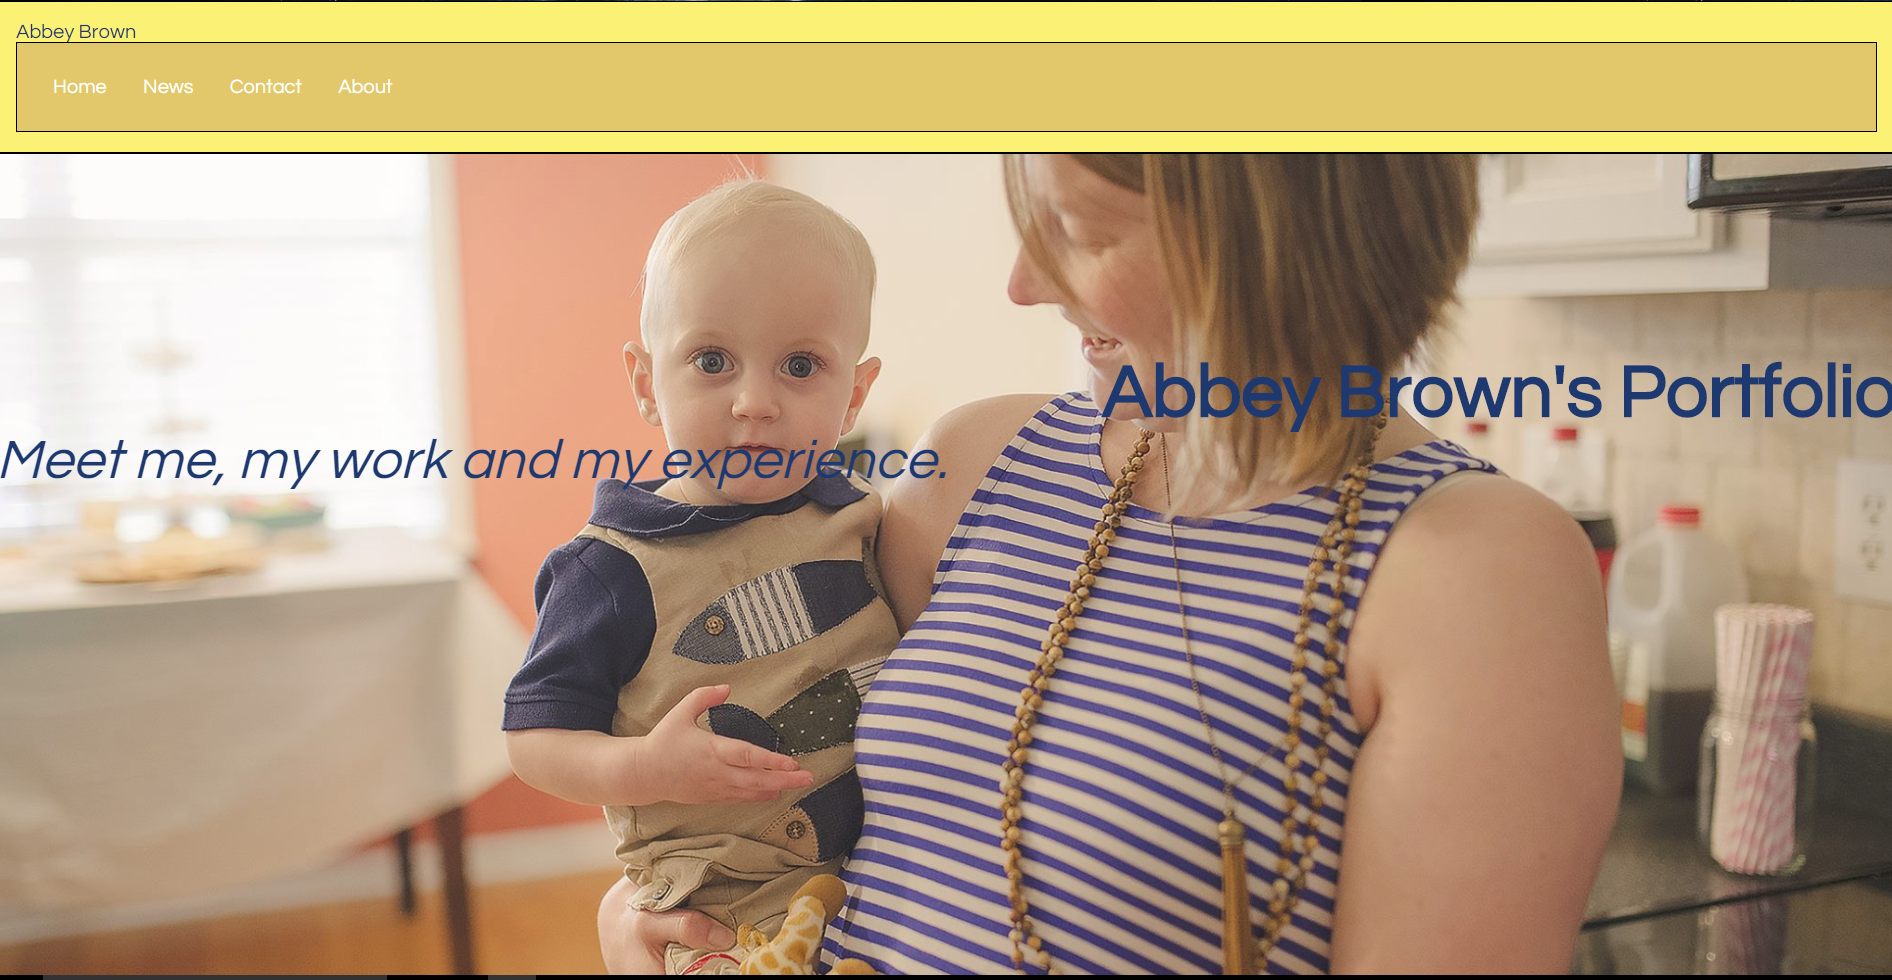 Abbey Brown
Home News Contact About
Abbey Brown's Portfolio
Meet me, my work and my experience.